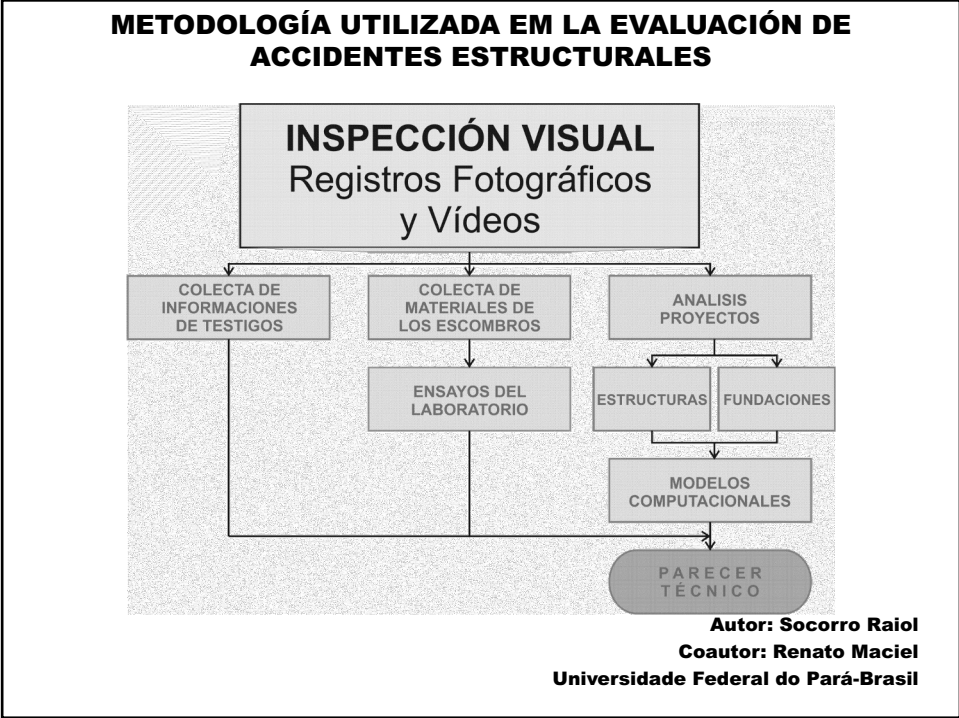 METODOLOGÍA UTILIZADA EM LA EVALUACIÓN DE
ACCIDENTES ESTRUCTURALES
INSPECCIÓN VISUAL
Registros Fotográficos
y Vídeos
COLECTA DE
INFORMACIONES
DE TESTIGOS
COLECTA DE
MATERIALES DE
LOS ESCOMBROS
ANALISIS
PROYECTOS
ENSAYOS DEL
LABORATORIO
ESTRUCTURAS
FUNDACIONES
MODELOS
COMPUTACIONALES
PARECER
TÉCNICO
Autor: Socorro Raiol
Coautor: Renato Maciel
Universidade Federal do Pará-Brasil